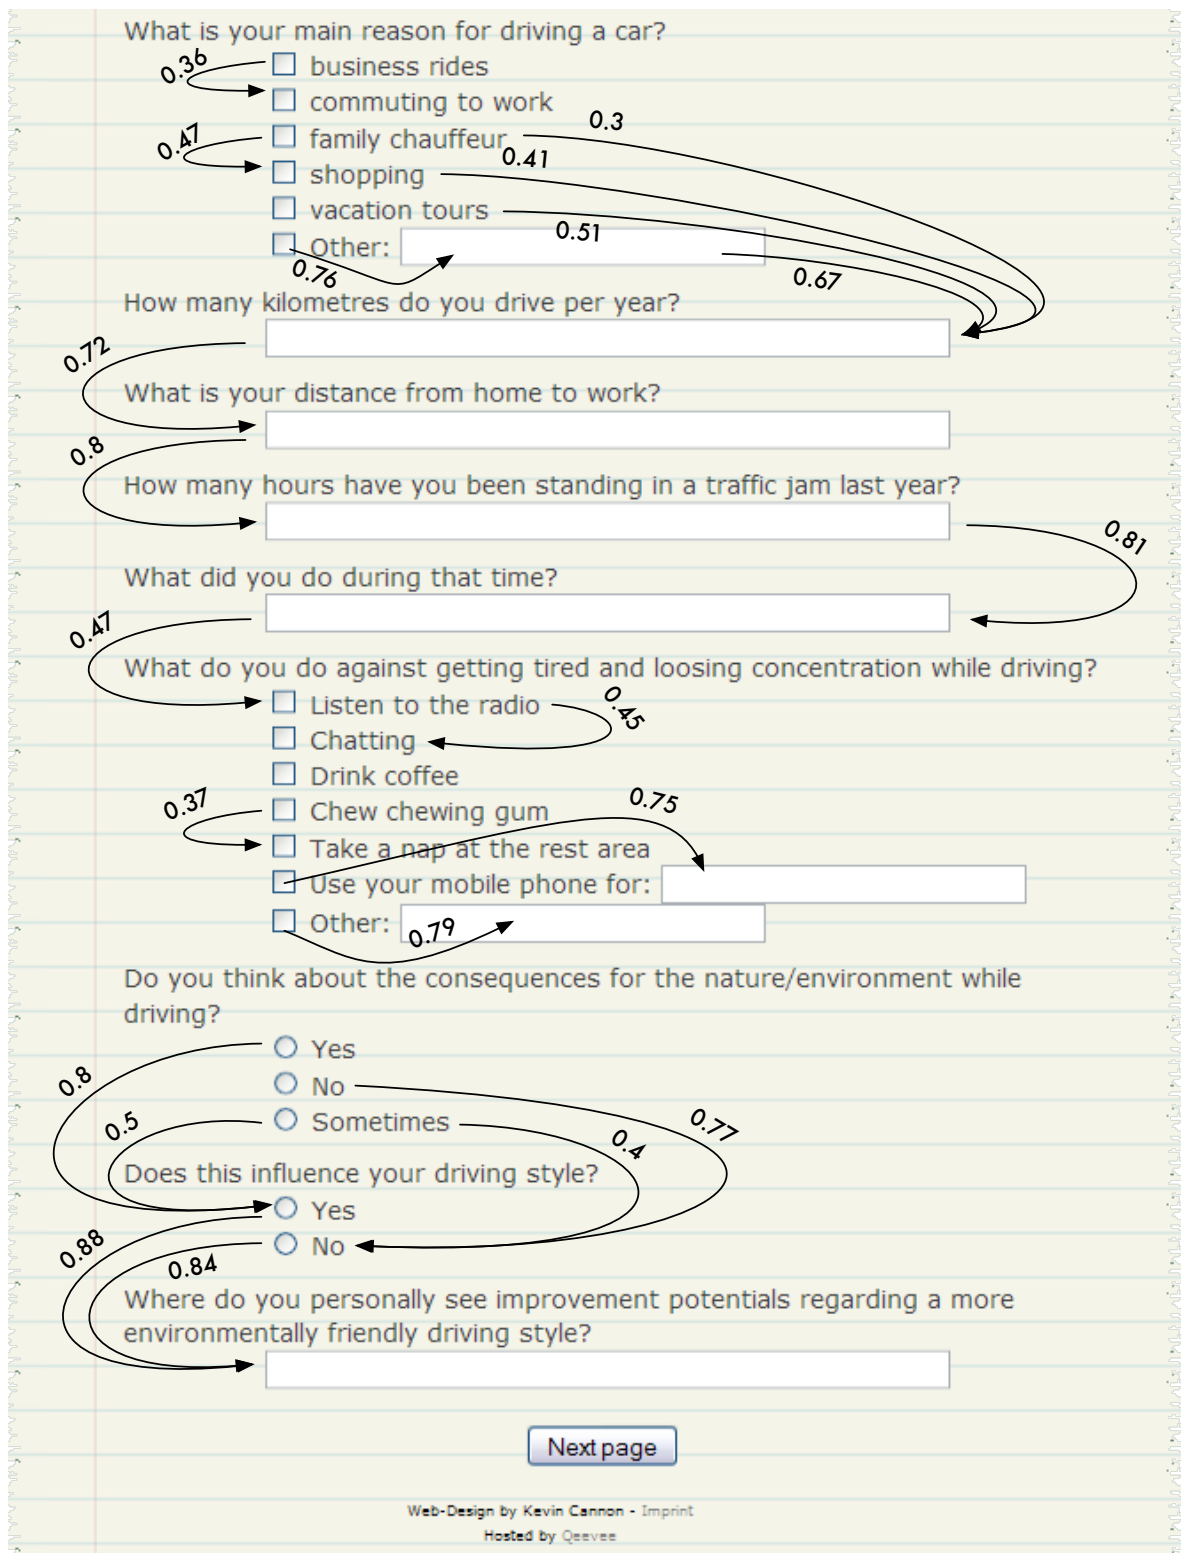 What is your main reason for driving a car?
0.36
business rides
commuting to work
0.3
0.47
family chauffeur
0.41
shopping
vacation tours
0.51
Other:
0.76
0.67
How many kilometres do you drive per year?
0.72
What is your distance from home to work?
0.8
How many hours have you been standing in a traffic jam last year?
0.81
What did you do during that time?
0.47
What do you do against getting tired and loosing concentration while driving?
Listen to the radio
0.45
Chatting
Drink coffee
0.37
0.75
Chew chewing gum
Take a nap at the rest area
Use your mobile phone for:
Other:
0.79
Do you think about the consequences for the nature/environment while
driving?
Yes
0.8
No
Sometimes
0.5
0.77
0.4
Does this influence your driving style?
Yes
No
0.88
0.84
Where do you personally see improvement potentials regarding a more
environmentally friendly driving style?
Next page
Web-Design by Kevin Cannon - Imprint
Hosted by Qeevee